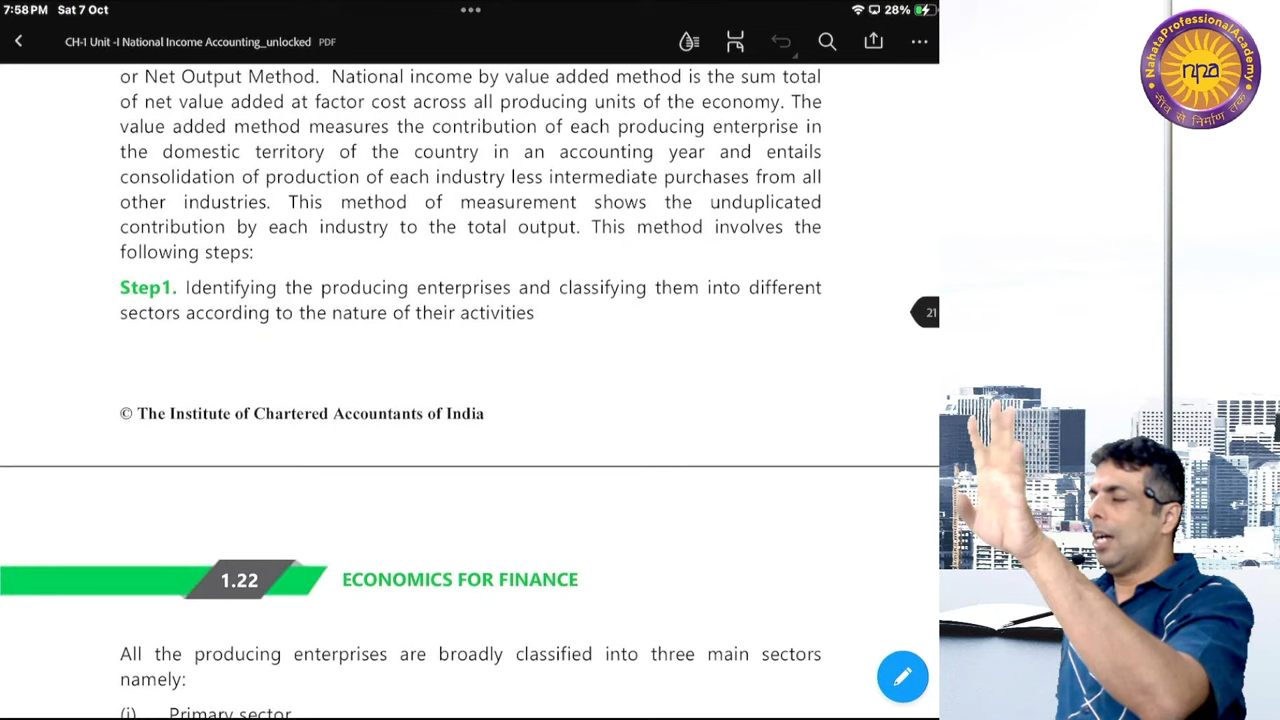 7:58 PM Sat 7 Oct
28%
CH-1 Unit -I National Income Accounting_unlocked PDF
or Net Output Method. National income by value added method is the sum total
of net value added at factor cost across all producing units of the economy. The
value added method measures the contribution of each producing enterprise in
the domestic territory of the country in an accounting year and entails
consolidation of production of each industry less intermediate purchases from all
other industries. This method of measurement shows the unduplicated
contribution by each industry to the total output. This method involves the
following steps:
Step1. Identifying the producing enterprises and classifying them into different
sectors according to the nature of their activities
21
© The Institute of Chartered Accountants of India
1.22 ECONOMICS FOR FINANCE
All the producing enterprises are broadly classified into three main sectors
namely:
(i) Primary sector
NahataProfessionalAcademy
npa
नींव से निर्माण तक